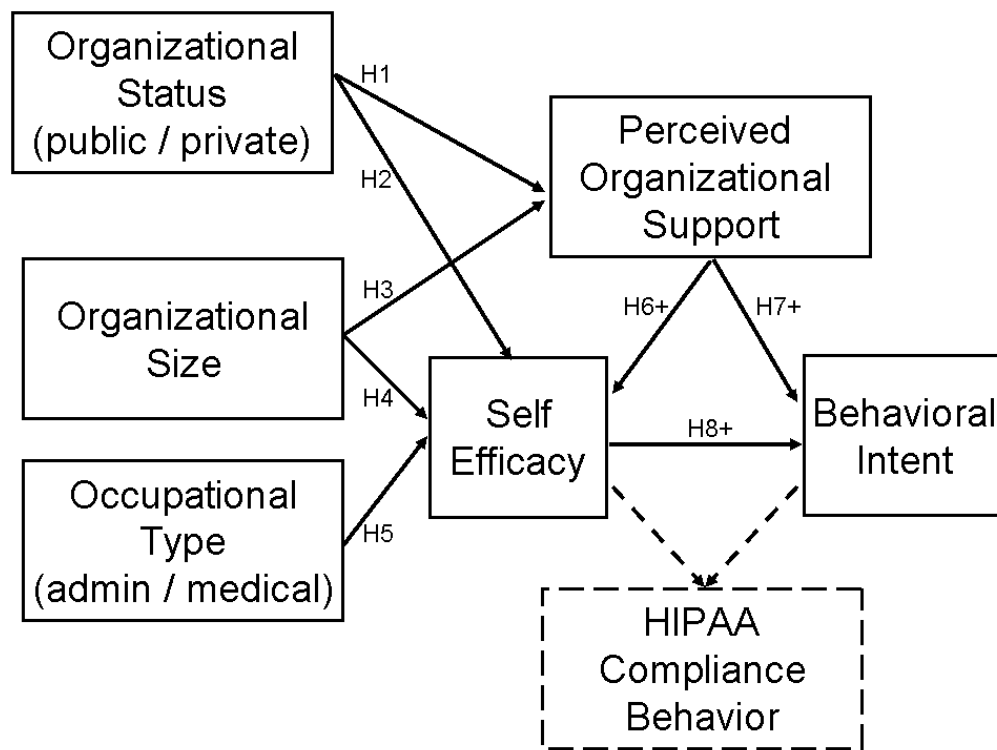 Organizational
Status
(public / private)
H1
H2
Perceived
Organizational
Support
Organizational
Size
H3
H4
H6+
H7+
Self
Efficacy
H8+
Behavioral
Intent
Occupational
Type
(admin / medical)
H5
HIPAA
Compliance
Behavior